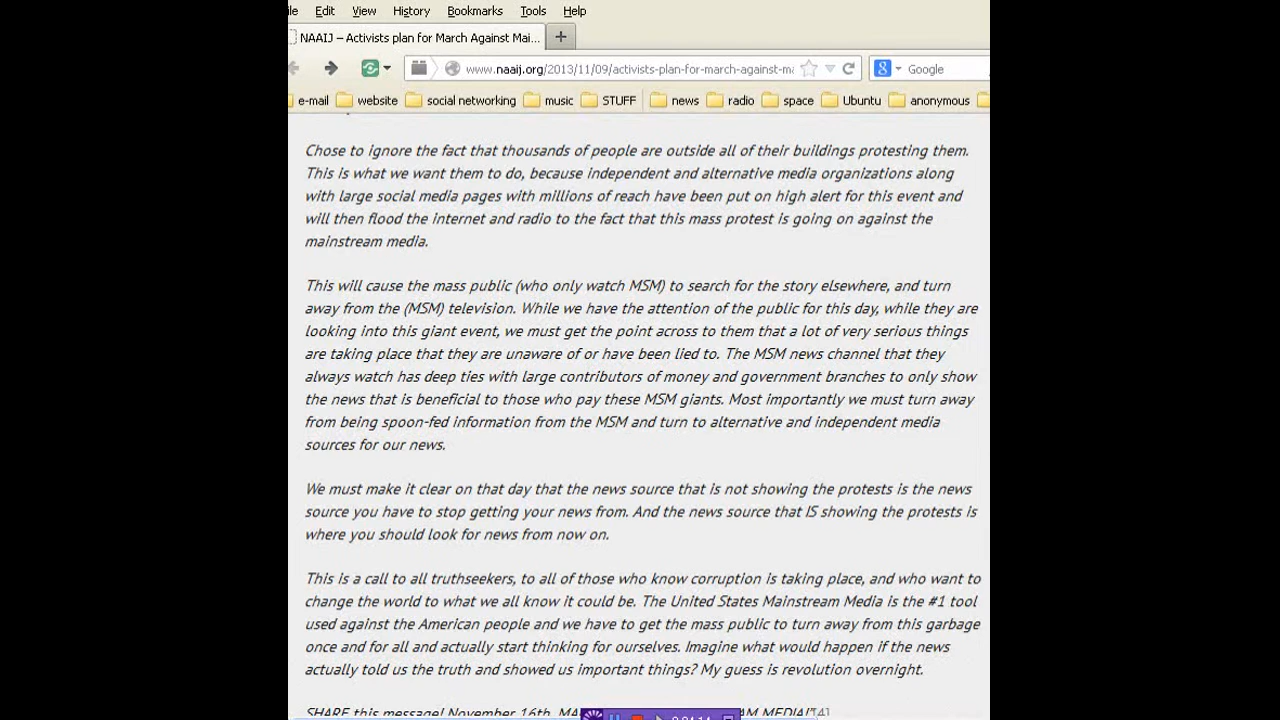 ile Edit View History Bookmarks Tools Help
NAAIJ – Activists plan for March Against Mai... +
www.naaij.org/2013/11/09/activists-plan-for-march-against-m 8 Google
e-mail website social networking music STUFF news radio space Ubuntu anonymous
Chose to ignore the fact that thousands of people are outside all of their buildings protesting them.
This is what we want them to do, because independent and alternative media organizations along
with large social media pages with millions of reach have been put on high alert for this event and
will then flood the internet and radio to the fact that this mass protest is going on against the
mainstream media.
This will cause the mass public (who only watch MSM) to search for the story elsewhere, and turn
away from the (MSM) television. While we have the attention of the public for this day, while they are
looking into this giant event, we must get the point across to them that a lot of very serious things
are taking place that they are unaware of or have been lied to. The MSM news channel that they
always watch has deep ties with large contributors of money and government branches to only show
the news that is beneficial to those who pay these MSM giants. Most importantly we must turn away
from being spoon-fed information from the MSM and turn to alternative and independent media
sources for our news.
We must make it clear on that day that the news source that is not showing the protests is the news
source you have to stop getting your news from. And the news source that IS showing the protests is
where you should look for news from now on.
This is a call to all truthseekers, to all of those who know corruption is taking place, and who want to
change the world to what we all know it could be. The United States Mainstream Media is the #1 tool
used against the American people and we have to get the mass public to turn away from this garbage
once and for all and actually start thinking for ourselves. Imagine what would happen if the news
actually told us the truth and showed us important things? My guess is revolution overnight.
SHARE this message! November 16th, MA AM MEDIA!"[4]